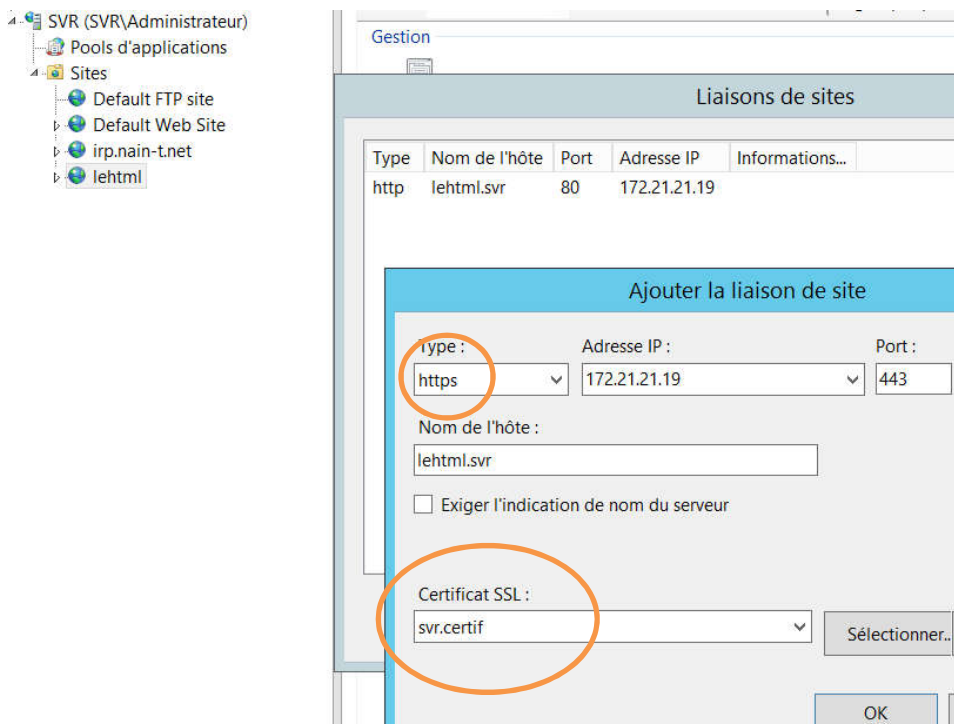 SVR (SVR\Administrateur)
Pools d'applications
Sites
Default FTP site
Default Web Site
irp.nain-t.net
lehtml
Gestion
Liaisons de sites
Type Nom de l'hôte Port Adresse IP Informations...
http lehtml.svr 80 172.21.21.19
Ajouter la liaison de site
Type : Adresse IP : Port :
https 172.21.21.19 443
Nom de l'hôte :
lehtml.svr
Exiger l'indication de nom du serveur
Certificat SSL :
svr.certif Sélectionner..
OK